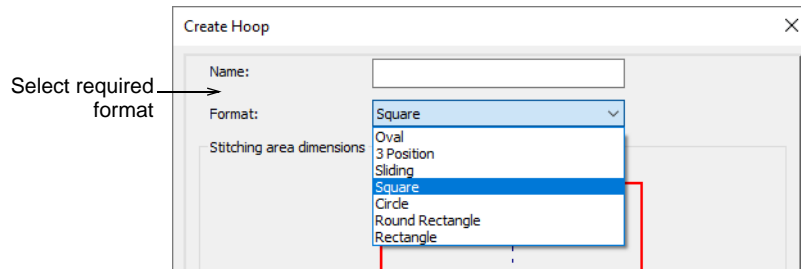 Create Hoop
Name:
Select required
format
Format:
Square
Stitching area dimensions
Oval
3 Position
Sliding
Square
Circle
Round Rectangle
Rectangle